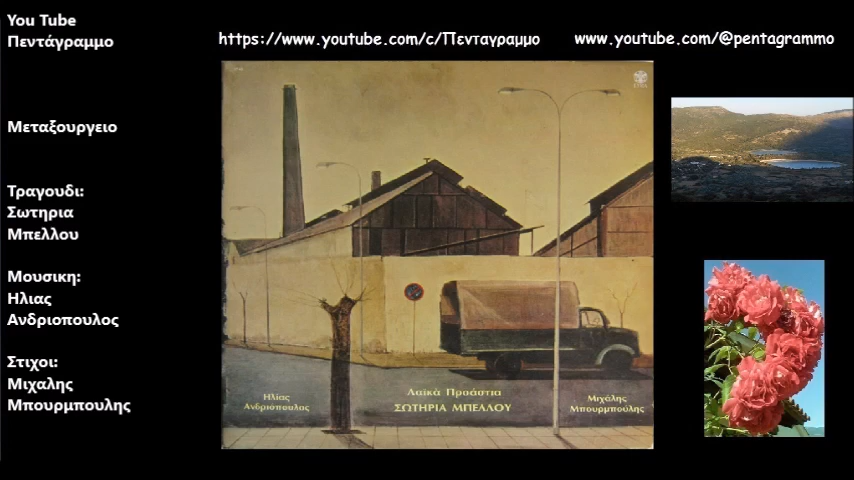 You Tube
Πεντάγραμμο
https://www.youtube.com/c/Πενταγραμμο
www.youtube.com/@pentagrammo
Μεταξουργειο
Τραγουδι:
Σωτηρια
Μπελλου
Μουσικη:
Ηλιας
Ανδριοπουλος
Στιχοι:
Μιχαλης
Μπουρμπουλης
LYRA
Ηλίας
Ανδριόπουλος
Λαϊκά Προάστια
ΣΩΤΗΡΙΑ ΜΠΕΛΛΟΥ
Μιχάλης
Μπουρμπούλης